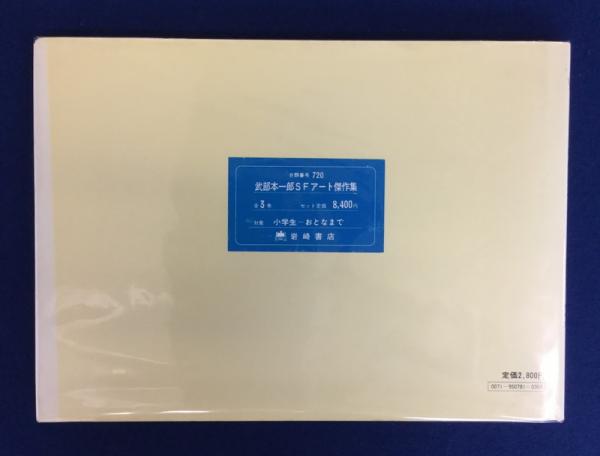 分類番号 720
武部本一郎SFアート傑作集
全3巻 セット定価 8,400円
対象 小学生-おとなまで
岩崎書店
定価2,800円